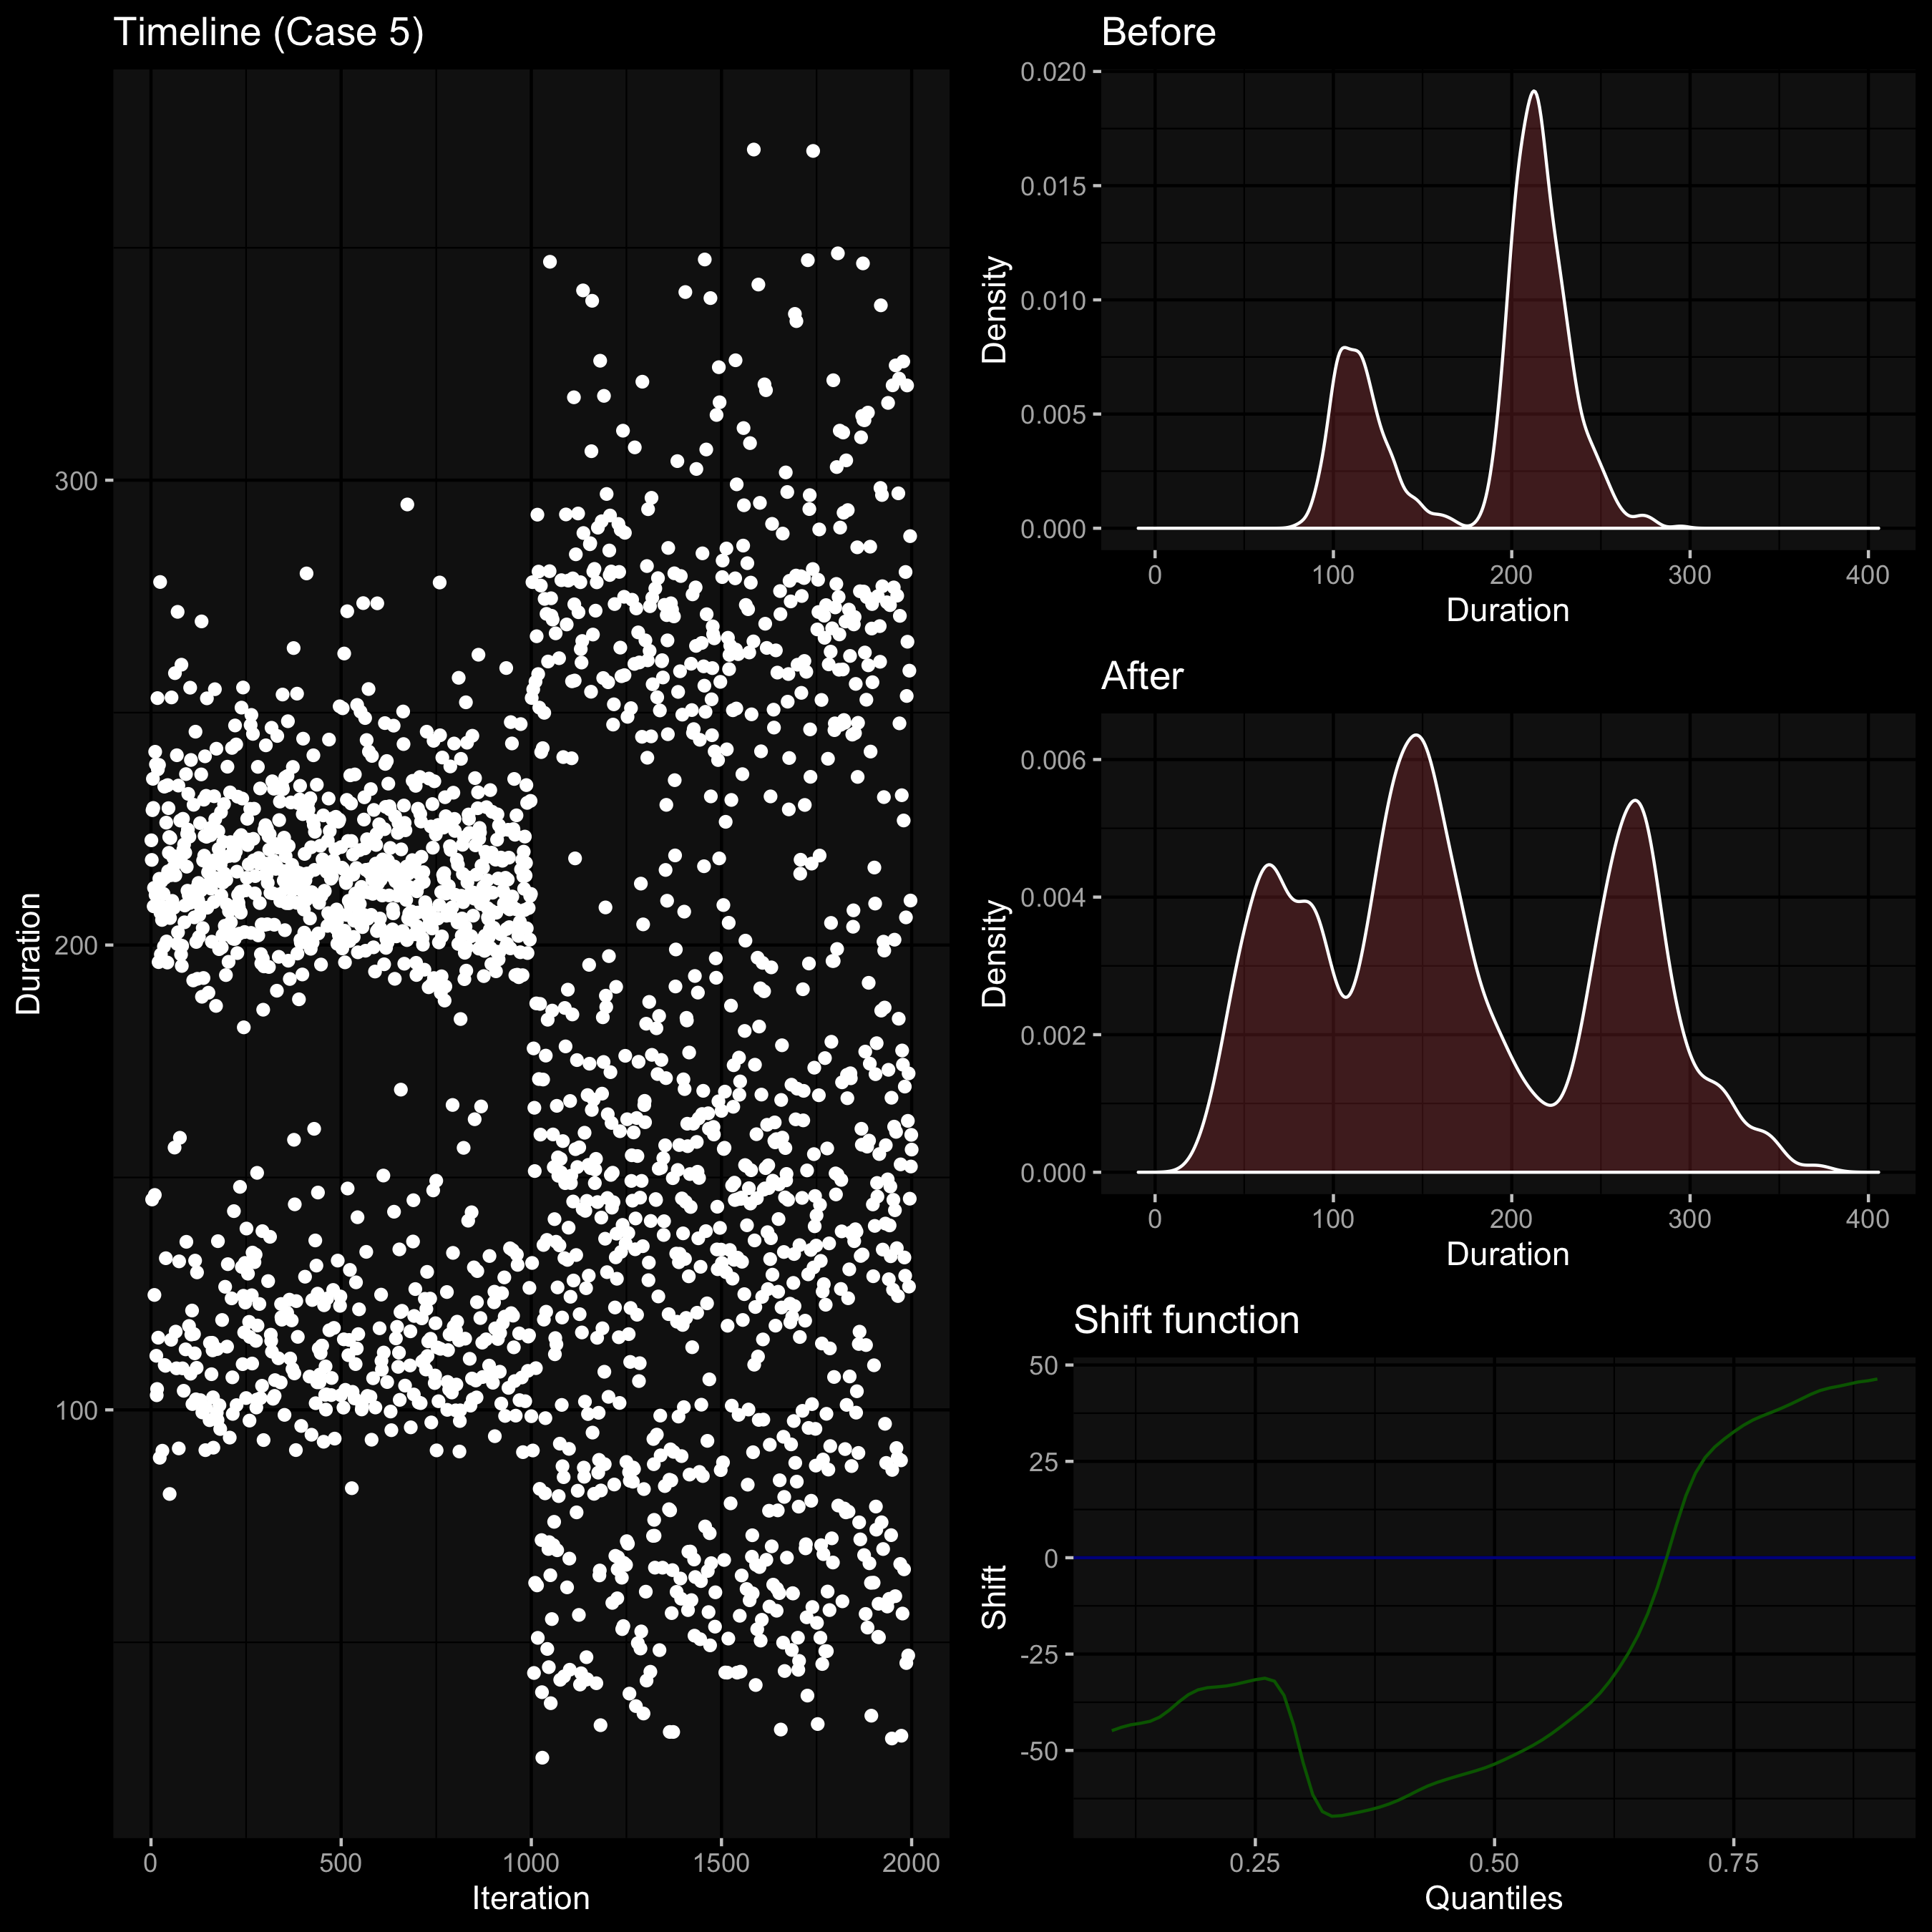 Timeline (Case 5)
Duration
300
200
100
0 500 1000 1500 2000
Iteration
Before
Density
0.020
0.015
0.010
0.005
0.000
0 100 200 300 400
Duration
After
Density
0.006
0.004
0.002
0.000
0 100 200 300 400
Duration
Shift function
Shift
50
25
0
-25
-50
0.25 0.50 0.75
Quantiles